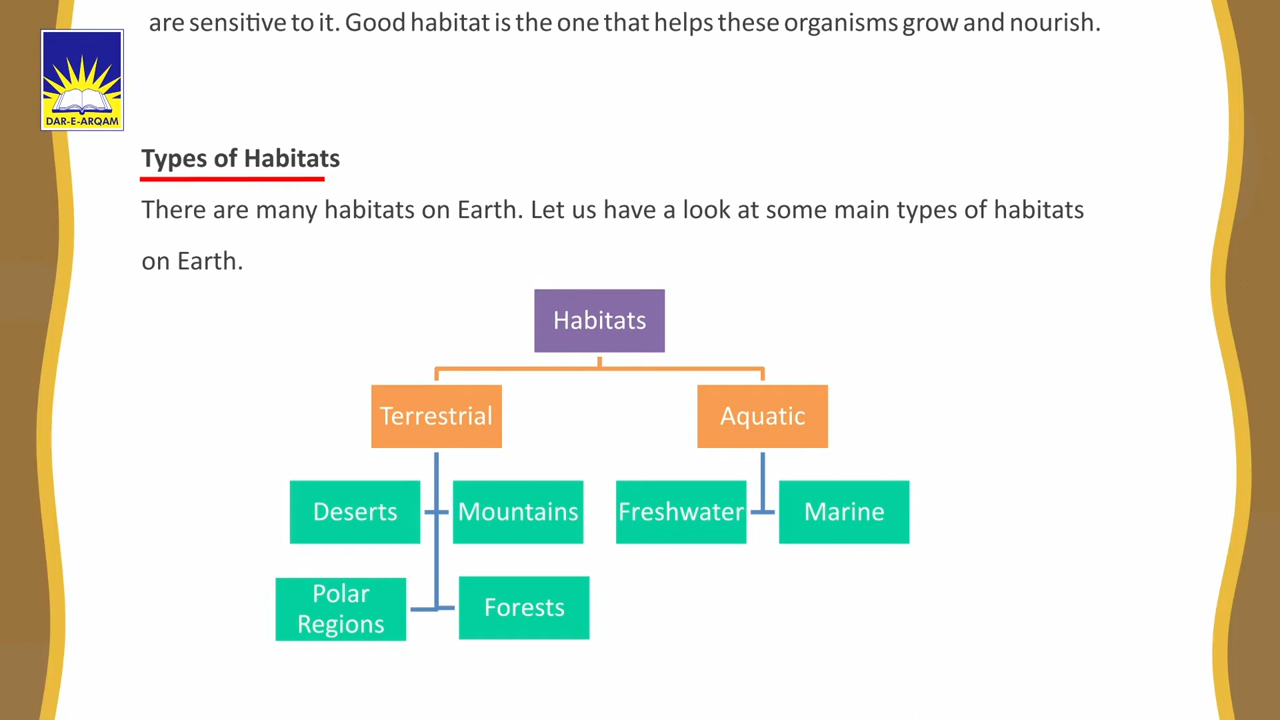 are sensitive to it. Good habitat is the one that helps these organisms grow and nourish.
DAR-E-ARQAM
Types of Habitats
There are many habitats on Earth. Let us have a look at some main types of habitats
on Earth.
Habitats
Terrestrial
Aquatic
Deserts
Mountains
Freshwater
Marine
Polar
Regions
Forests